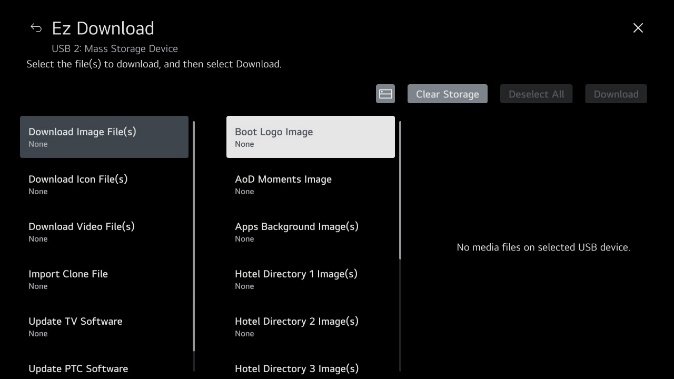 Ez Download
USB 2: Mass Storage Device
Select the file(s) to download, and then select Download.
Clear Storage
Deselect All
Download
Download Image File(s)
None
Download Icon File(s)
None
Download Video File(s)
None
Import Clone File
None
Update TV Software
None
Update PTC Software
Boot Logo Image
None
AoD Moments Image
None
Apps Background Image(s)
None
Hotel Directory 1 Image(s)
None
Hotel Directory 2 Image(s)
None
Hotel Directory 3 Image(s)
No media files on selected USB device.